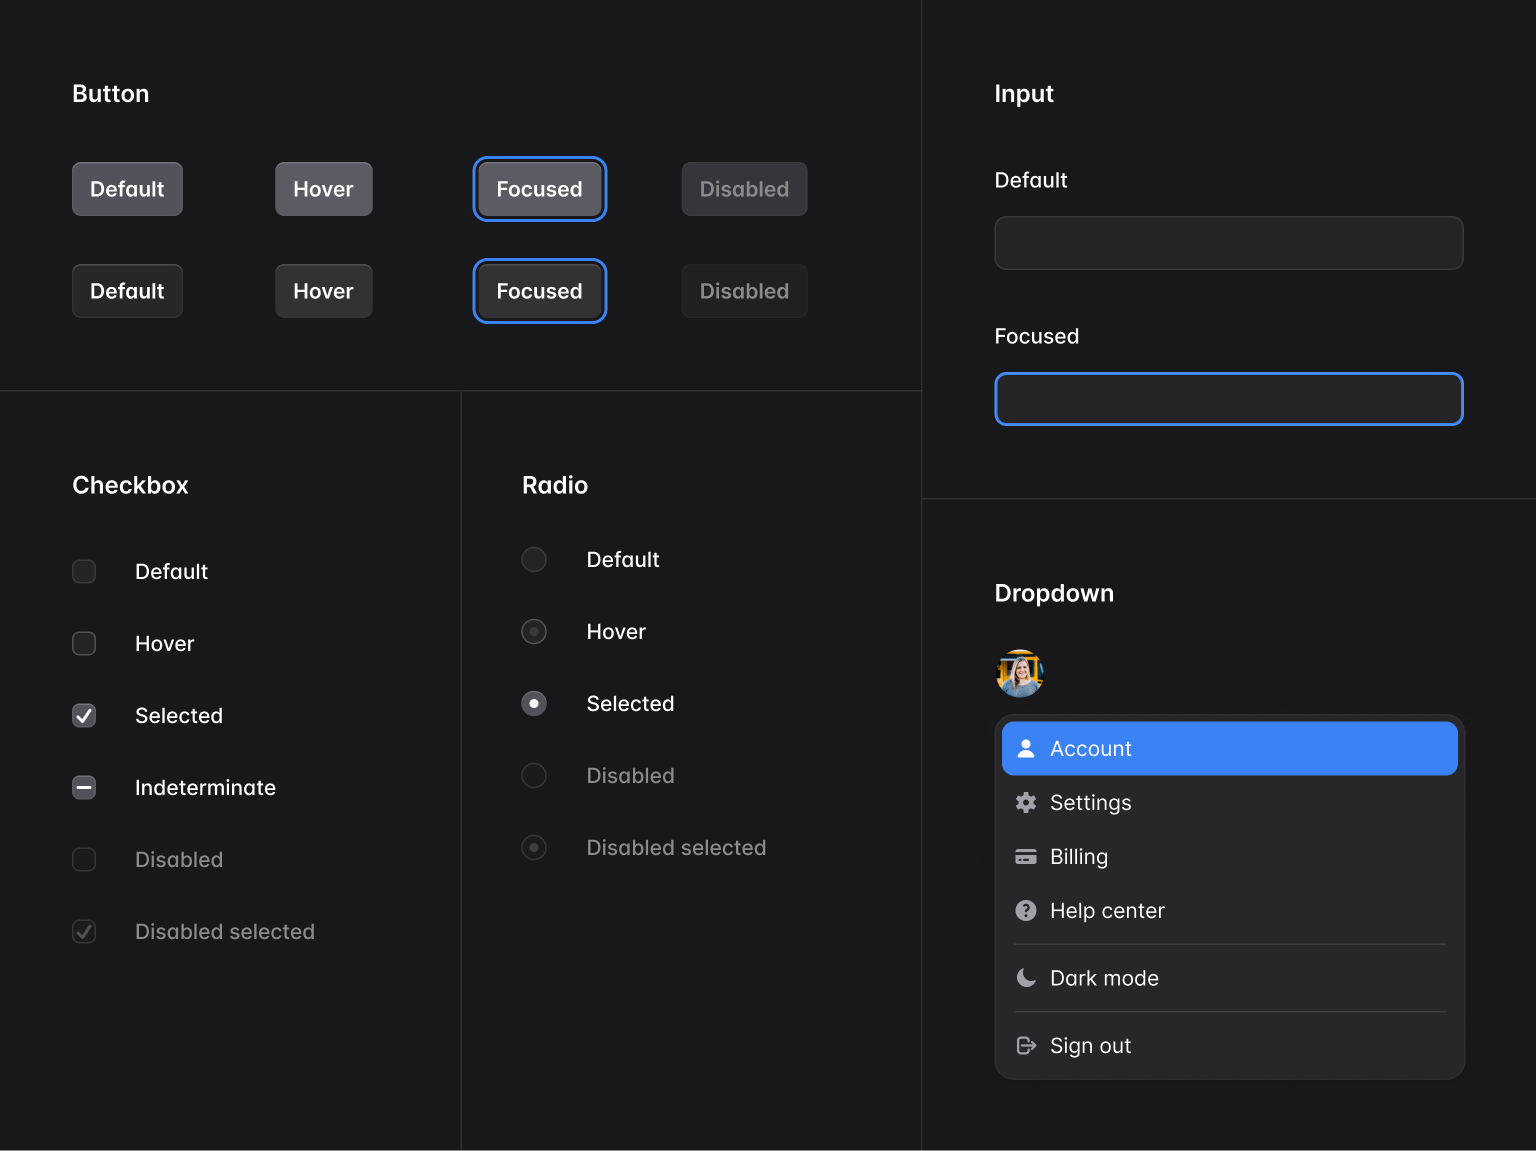 Button
Default
Hover
Focused
Disabled
Default
Hover
Focused
Disabled
Checkbox
Default
Hover
Selected
Indeterminate
Disabled
Disabled selected
Radio
Default
Hover
Selected
Disabled
Disabled selected
Input
Default
Focused
Dropdown
Account
Settings
Billing
Help center
Dark mode
Sign out